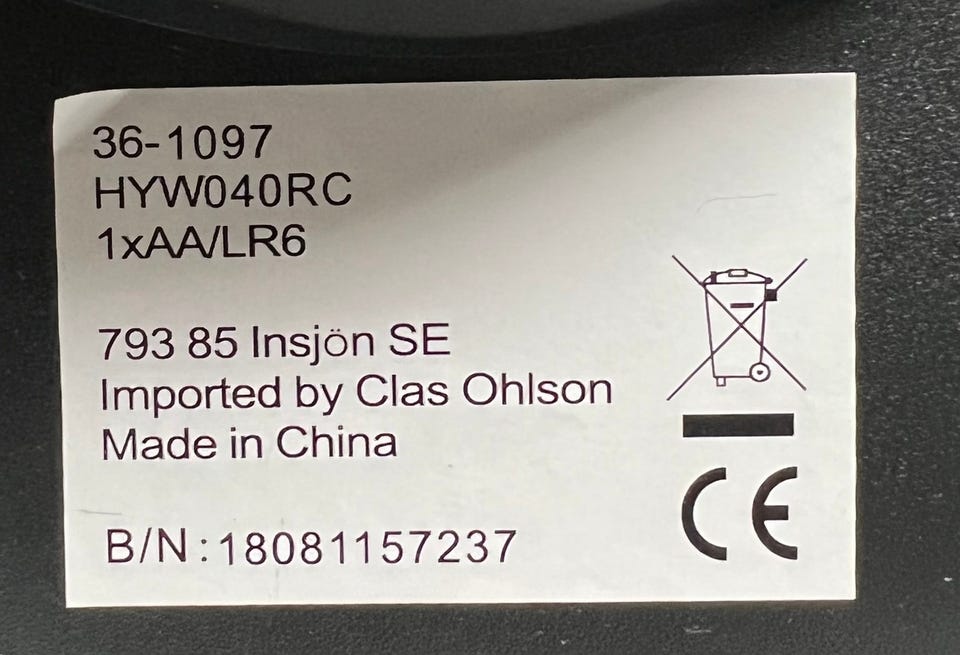 36-1097
HYW040RC
1xAA/LR6
793 85 Insjön SE
Imported by Clas Ohlson
Made in China
B/N:18081157237
CE